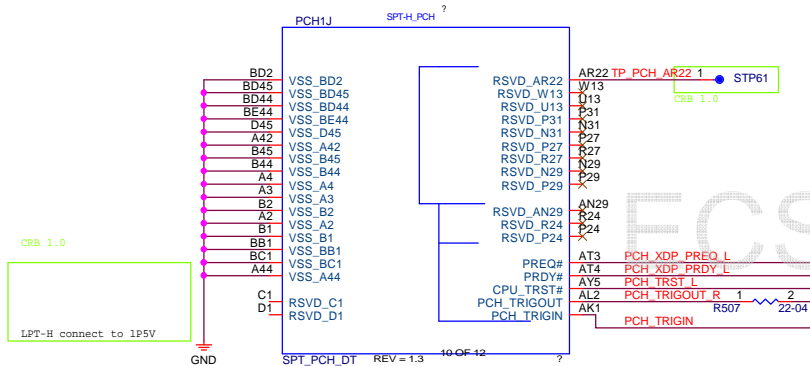 ?
PCH1J
SPT-H_PCH
BD2 VSS_BD2
BD45 VSS_BD45
BD44 VSS_BD44
BE44 VSS_BE44
D45 VSS_D45
A42 VSS_A42
B45 VSS_B45
B44 VSS_B44
A4 VSS_A4
A3 VSS_A3
B2 VSS_B2
A2 VSS_A2
B1 VSS_B1
BB1 VSS_BB1
BC1 VSS_BC1
A44 VSS_A44
C1 RSVD_C1
D1 RSVD_D1
RSVD_AR22 AR22 TP_PCH_AR22 1 STP61
CRB 1.0
RSVD_W13 W13
RSVD_U13 U13
RSVD_P31 P31
RSVD_N31 N31
RSVD_P27 P27
RSVD_R27 R27
RSVD_N29 N29
RSVD_P29 P29
RSVD_AN29 AN29
RSVD_R24 R24
RSVD_P24 P24
PREQ# AT3 PCH_XDP_PREQ_L
PRDY# AT4 PCH_XDP_PRDY_L
CPU_TRST# AY5 PCH_TRST_L
PCH_TRIGOUT AL2 PCH_TRIGOUT_R 1 2
R507 22-04
PCH_TRIGIN AK1 PCH_TRIGIN
ECS
CRB 1.0
LPT-H connect to 1P5V
GND
SPT_PCH_DT REV = 1.3 10 OF 12 ?